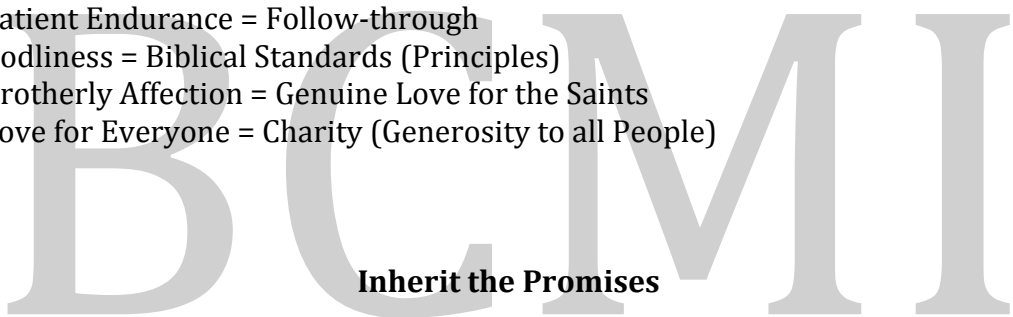 atient Endurance = Follow-through
odliness = Biblical Standards (Principles)
rotherly Affection = Genuine Love for the Saints
ove for Everyone = Charity (Generosity to all People)
BCMI
Inherit the Promises